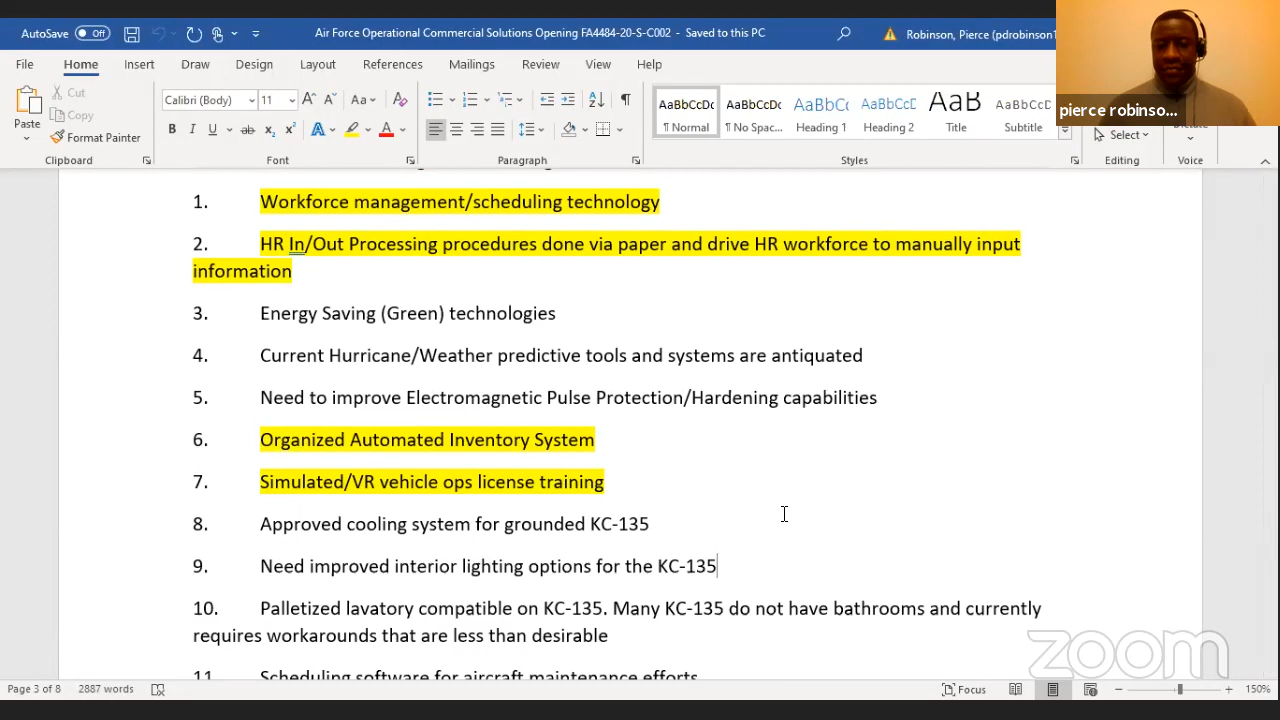 AutoSave Off
Air Force Operational Commercial Solutions Opening FA4484-20-S-C002 - Saved to this PC
Robinson, Pierce (pdrobinson1
File Home Insert Draw Design Layout References Mailings Review View Help
Paste
Cut
Copy
Format Painter
Clipboard
Calibri (Body) 11
Font
Paragraph
AaBbCcDc AaBbCcDc AaBbCc AaBbCcC AaB AaBbCcD
¶ Normal ¶ No Spac... Heading 1 Heading 2 Title Subtitle
Styles
Select
Editing
Dictate
Voice
pierce robinso...
1. Workforce management/scheduling technology
2. HR In/Out Processing procedures done via paper and drive HR workforce to manually input
information
3. Energy Saving (Green) technologies
4. Current Hurricane/Weather predictive tools and systems are antiquated
5. Need to improve Electromagnetic Pulse Protection/Hardening capabilities
6. Organized Automated Inventory System
7. Simulated/VR vehicle ops license training
8. Approved cooling system for grounded KC-135
9. Need improved interior lighting options for the KC-135
10. Palletized lavatory compatible on KC-135. Many KC-135 do not have bathrooms and currently
requires workarounds that are less than desirable
11. Scheduling software for aircraft maintenance efforts
zoom
Page 3 of 8 2887 words
Focus
150%